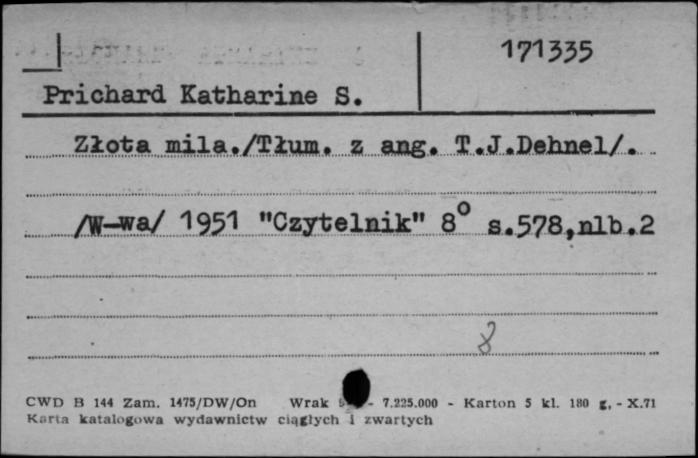 171335
Prichard Katharine S.
Złota mila./Tłum. z ang. T.J.Dehnel/.
/W-wa/ 1951 "Czytelnik" 8° s.578,nlb.2
8
CWD B 144 Zam. 1475/DW/On Wrak - 7.225.000 - Karton 5 kl. 180 g, - X.71
Karta katalogowa wydawnictw ciągłych i zwartych